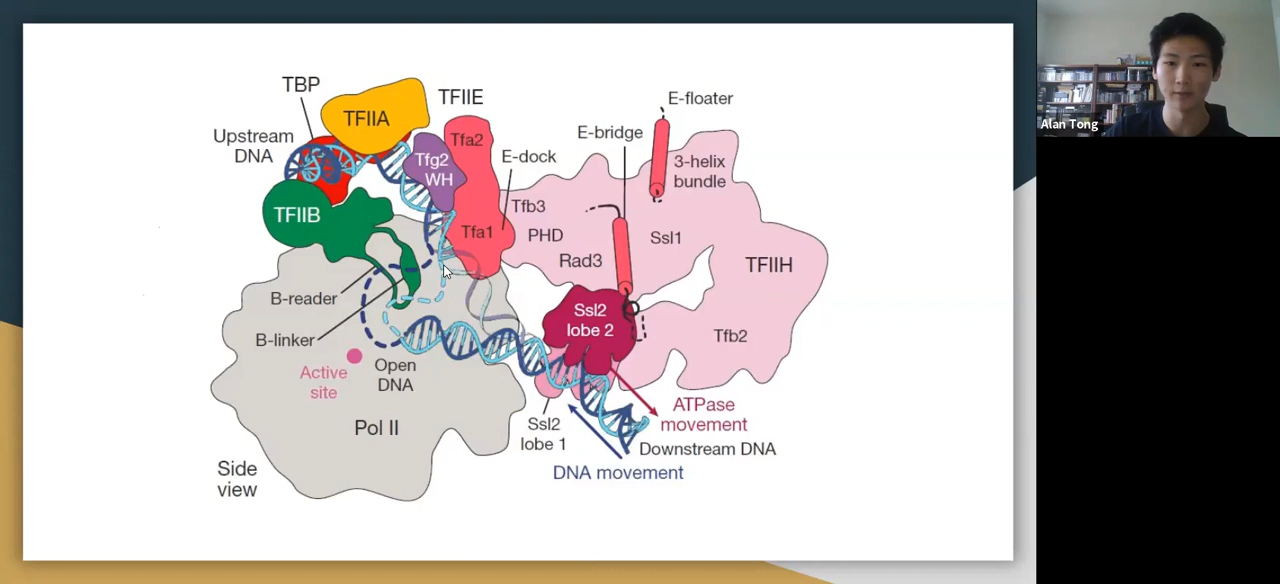 TBP
TFIIA
TFIIE
E-floater
Upstream
DNA
Tfg2
WH
Tfa2
E-bridge
E-dock
3-helix
bundle
TFIIB
Tfb3
Tfa1
PHD
Ssl1
Rad3
TFIIH
B-reader
B-linker
Ssl2
lobe 2
Tfb2
Active
site
Open
DNA
Pol II
Ssl2
lobe 1
ATPase
movement
Downstream DNA
DNA movement
Side
view
Alan Tong